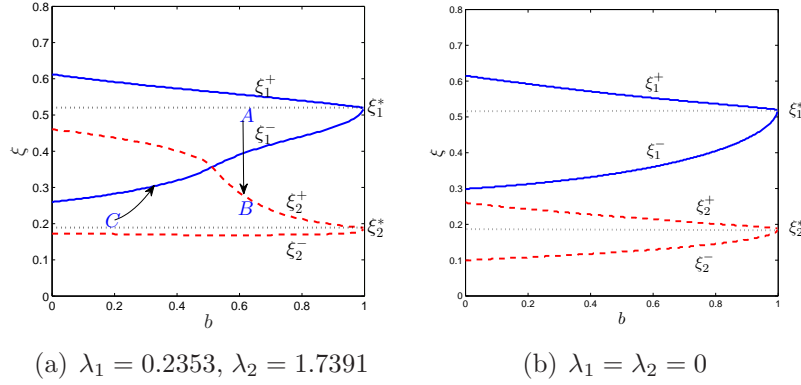 0.8
0.7
0.6
0.5
0.4
0.3
0.2
0.1
0
0 0.2 0.4 0.6 0.8 1
ξ
b
ξ₁⁺
A
ξ₁⁻
ξ₁*
C
B
ξ₂⁺
ξ₂*
ξ₂⁻
(a) λ₁ = 0.2353, λ₂ = 1.7391
0.8
0.7
0.6
0.5
0.4
0.3
0.2
0.1
0
0 0.2 0.4 0.6 0.8 1
ξ
b
ξ₁⁺
ξ₁*
ξ₁⁻
ξ₂⁺
ξ₂*
ξ₂⁻
(b) λ₁ = λ₂ = 0